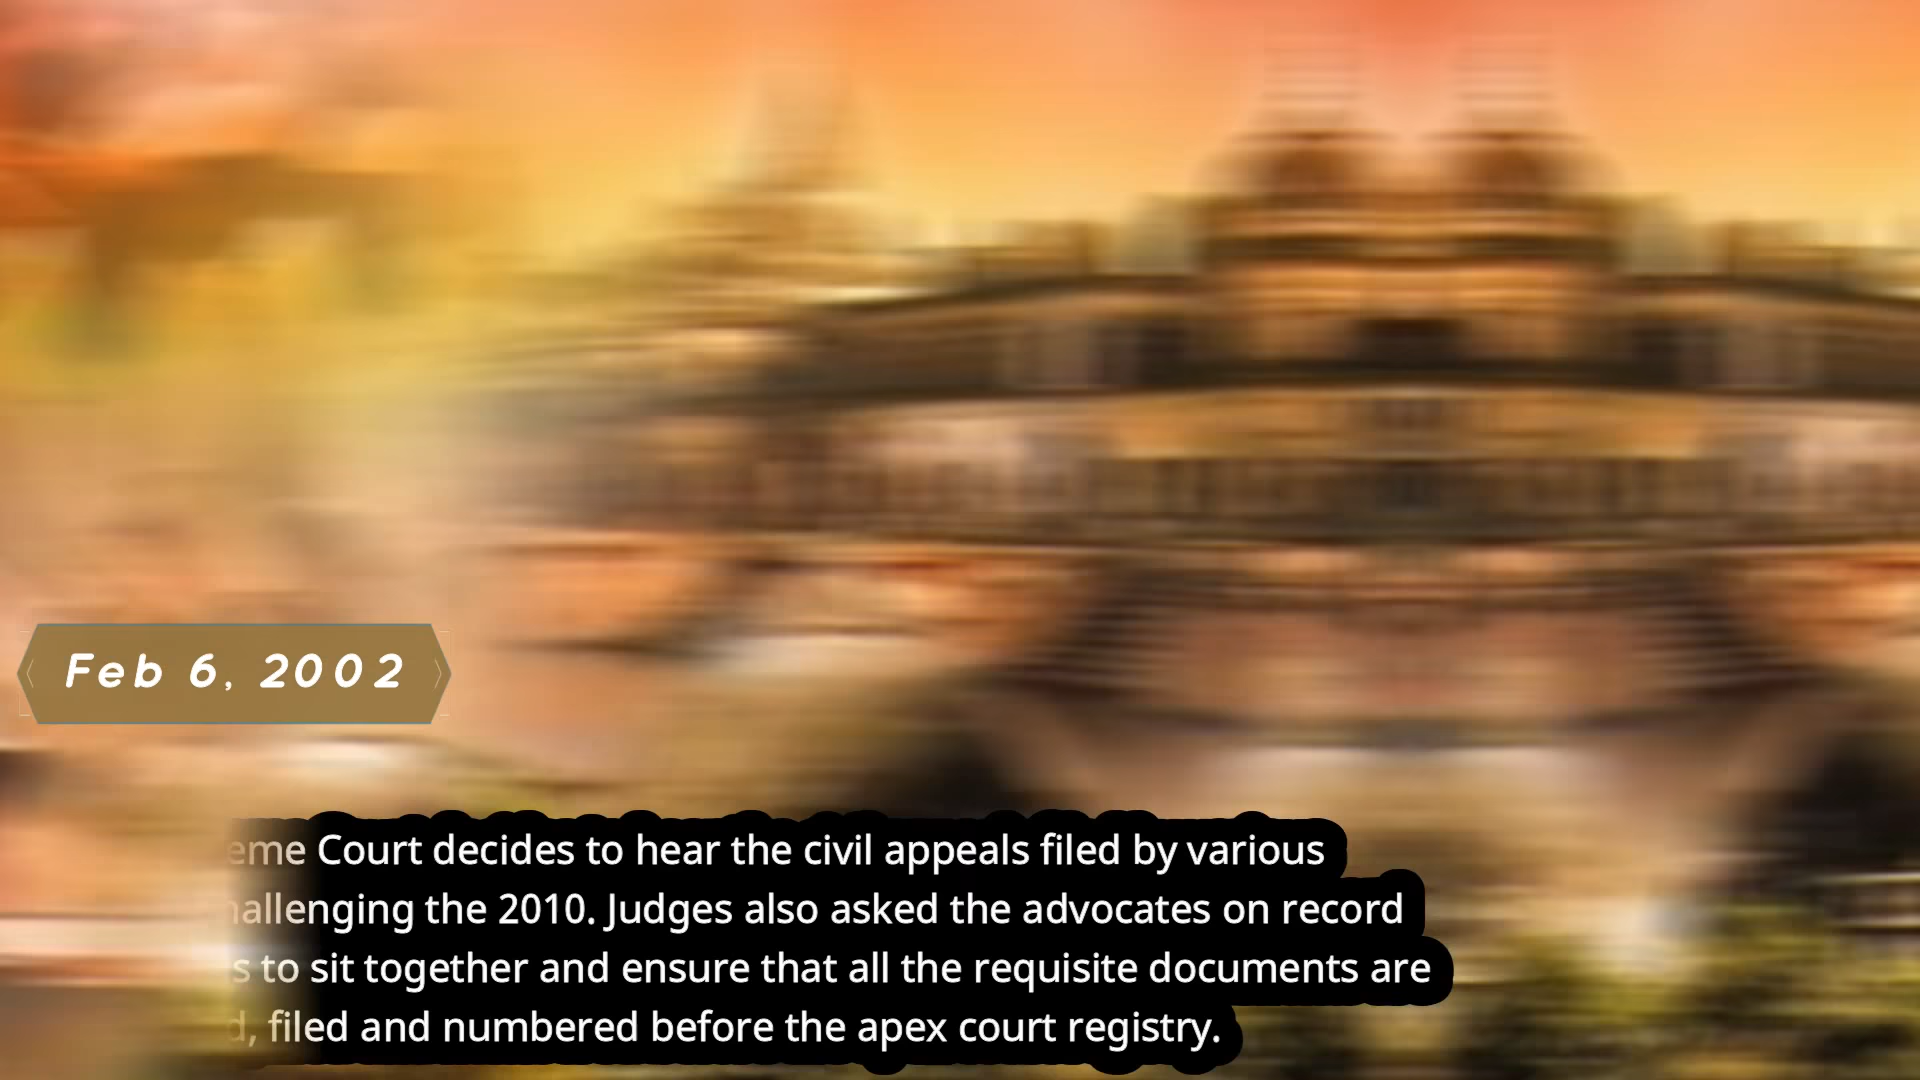 Feb 6, 2002
Court decides to hear the civil appeals filed by various
the 2010. Judges also asked the advocates on record
to sit together and ensure that all the requisite documents are
filed and numbered before the apex court registry.